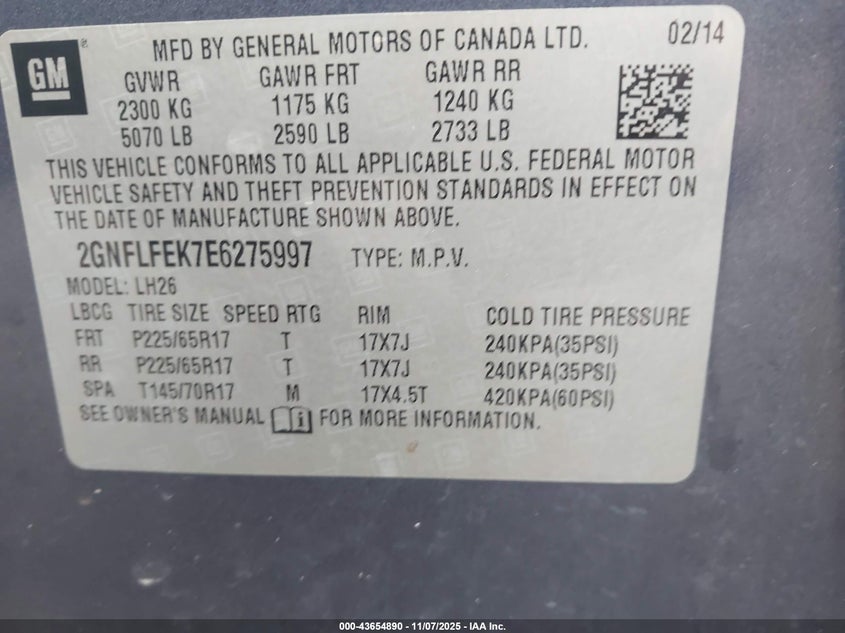 GM ® MFD BY GENERAL MOTORS OF CANADA LTD. 02/14
GVWR GAWR FRT GAWR RR
2300 KG 1175 KG 1240 KG
5070 LB 2590 LB 2733 LB
THIS VEHICLE CONFORMS TO ALL APPLICABLE U.S. FEDERAL MOTOR
VEHICLE SAFETY AND THEFT PREVENTION STANDARDS IN EFFECT ON
THE DATE OF MANUFACTURE SHOWN ABOVE.
2GNFLFEK7E6275997 TYPE: M.P.V.
MODEL: LH26
LBCG TIRE SIZE SPEED RTG RIM COLD TIRE PRESSURE
FRT P225/65R17 T 17X7J 240KPA(35PSI)
RR P225/65R17 T 17X7J 240KPA(35PSI)
SPA T145/70R17 M 17X4.5T 420KPA(60PSI)
SEE OWNER'S MANUAL i FOR MORE INFORMATION.
000-43654890 - 11/07/2025 - IAA Inc.